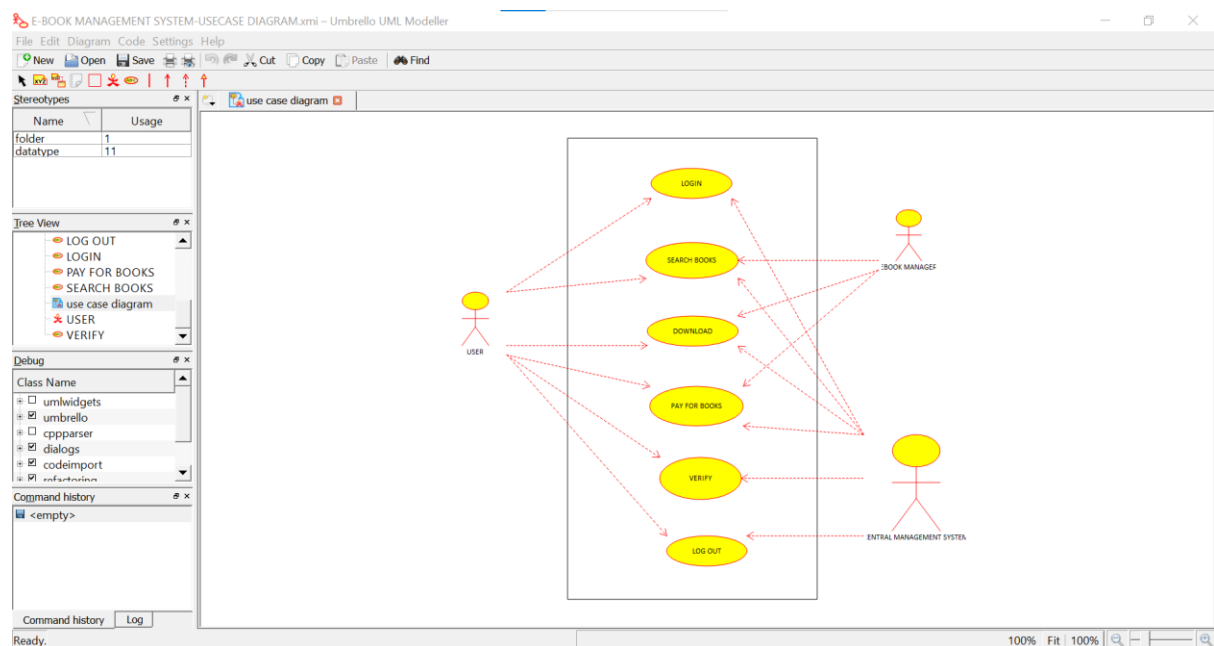 E-BOOK MANAGEMENT SYSTEM-USECASE DIAGRAM.xmi – Umbrello UML Modeller
File Edit Diagram Code Settings Help
New Open Save Cut Copy Paste Find
XYZ
Stereotypes
use case diagram
Name Usage
folder 1
datatype 11
Tree View
LOG OUT
LOGIN
PAY FOR BOOKS
SEARCH BOOKS
use case diagram
USER
VERIFY
Debug
Class Name
umlwidgets
umbrello
cppparser
dialogs
codeimport
refactoring
Command history
<empty>
Command history Log
Ready.
LOGIN
SEARCH BOOKS
DOWNLOAD
PAY FOR BOOKS
VERIFY
LOG OUT
USER
BOOK MANAGER
ENTRAL MANAGEMENT SYSTEM
100% Fit 100%